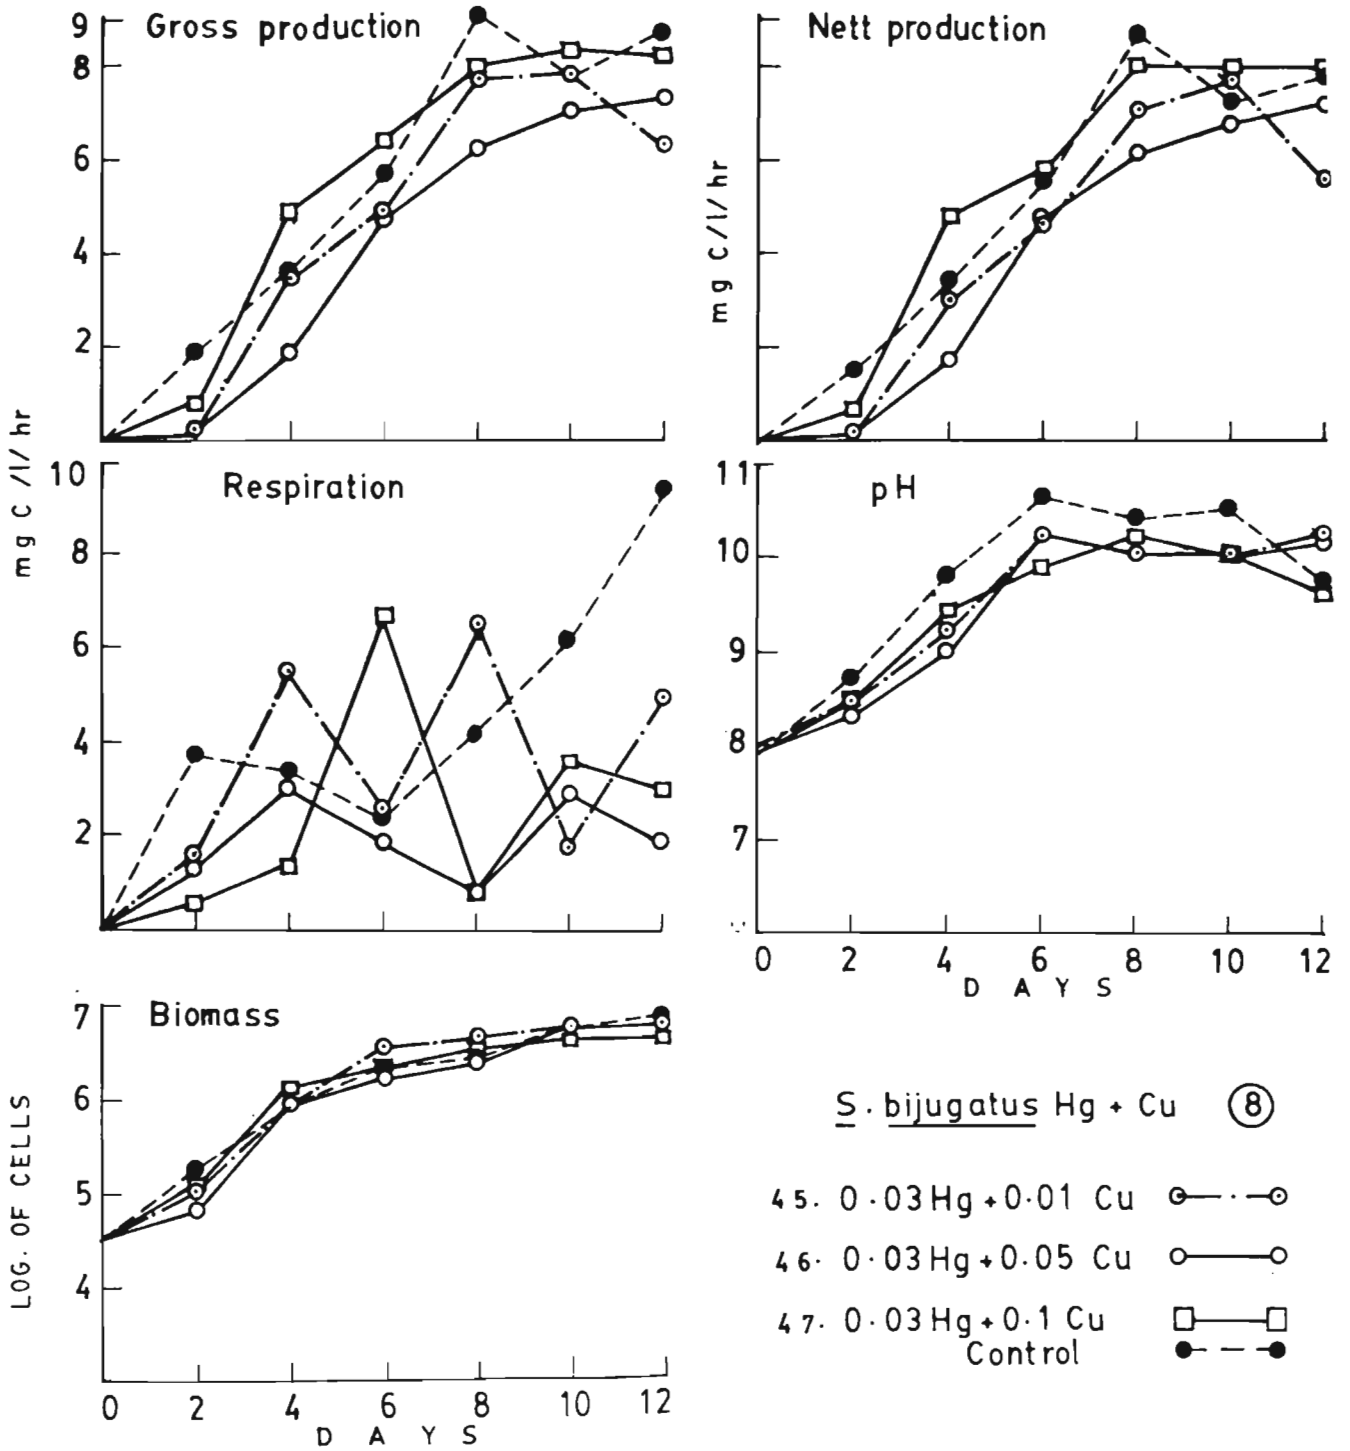 Gross production
9
8
6
4
2
mg C/l/hr
Nett production
mg C/l/hr
Respiration
10
8
6
4
2
pH
11
10
9
8
7
0 2 4 6 8 10 12
DAYS
Biomass
7
6
5
4
LOG. OF CELLS
0 2 4 6 8 10 12
DAYS
S. bijugatus Hg + Cu 8
45. 0.03 Hg + 0.01 Cu
46. 0.03 Hg + 0.05 Cu
47. 0.03 Hg + 0.1 Cu
Control